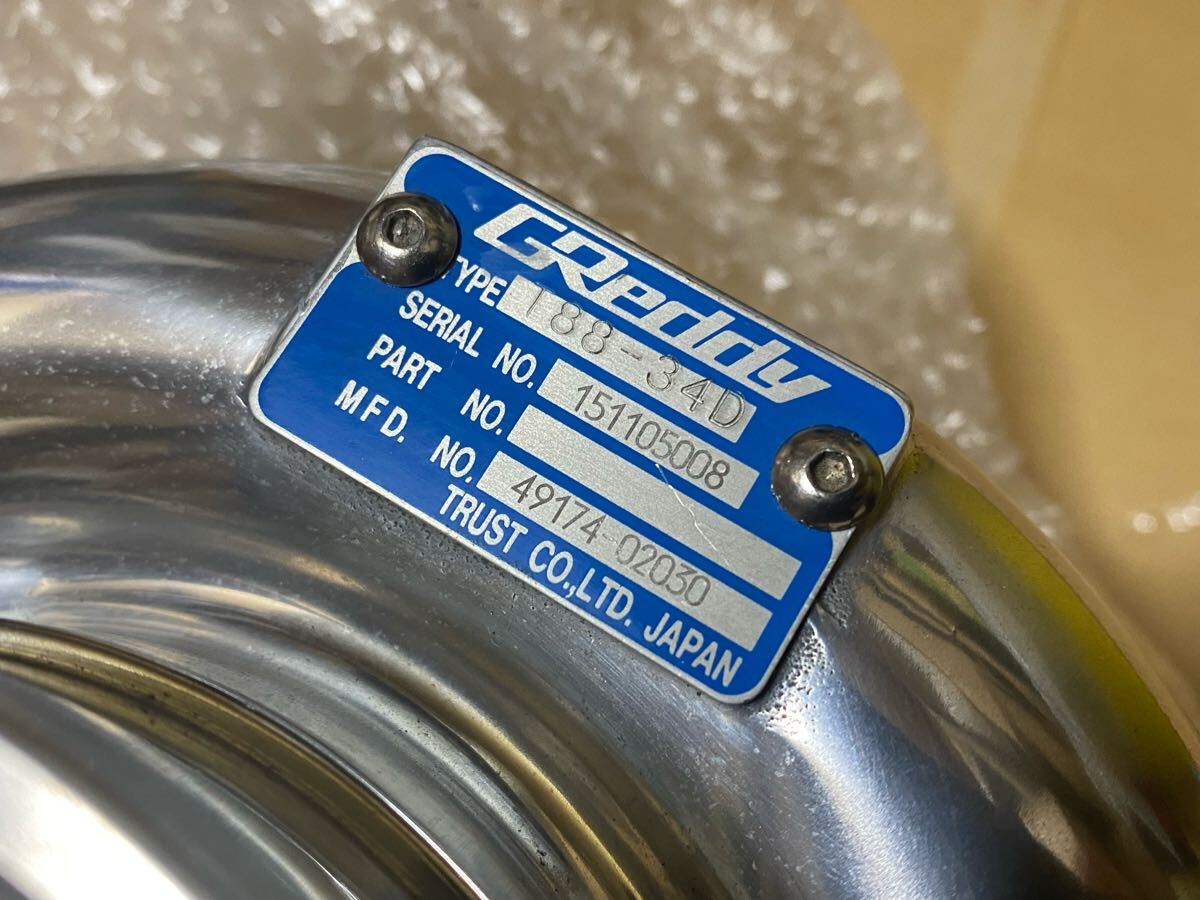 GReddy
TYPE T88-34D
SERIAL NO. 151105008
PART NO.
MFD. NO. 49174-02030
TRUST CO.,LTD. JAPAN